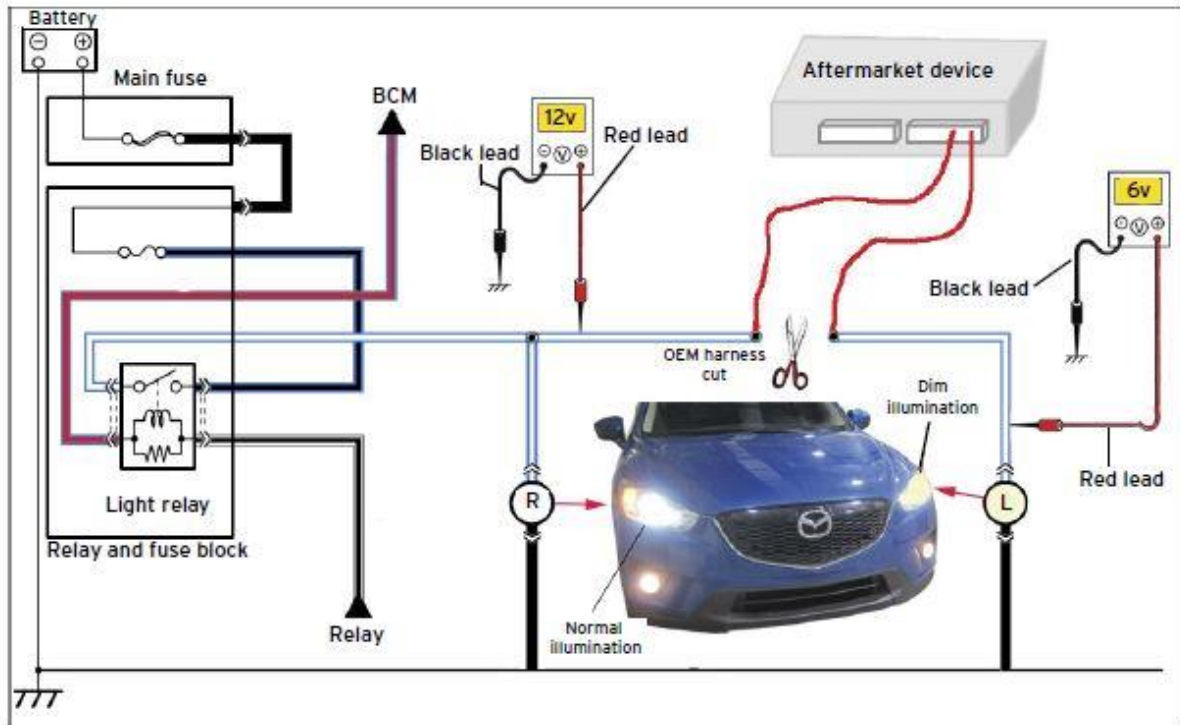 Battery
Main fuse
BCM
12v
Black lead
Red lead
V
Aftermarket device
6v
V
Black lead
OEM harness
cut
Dim
illumination
Red lead
Light relay
Relay and fuse block
R
L
Normal
illumination
Relay